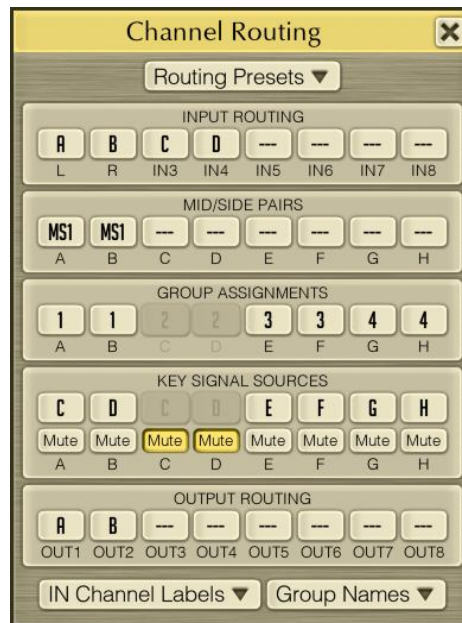 Channel Routing
Routing Presets
INPUT ROUTING
A B C D --- --- --- ---
L R IN3 IN4 IN5 IN6 IN7 IN8
MID/SIDE PAIRS
MS1 MS1 --- --- --- --- --- ---
A B C D E F G H
GROUP ASSIGNMENTS
1 1 2 2 3 3 4 4
A B C D E F G H
KEY SIGNAL SOURCES
C D C D E F G H
Mute Mute Mute Mute Mute Mute Mute Mute
A B C D E F G H
OUTPUT ROUTING
A B --- --- --- --- --- ---
OUT1 OUT2 OUT3 OUT4 OUT5 OUT6 OUT7 OUT8
IN Channel Labels Group Names